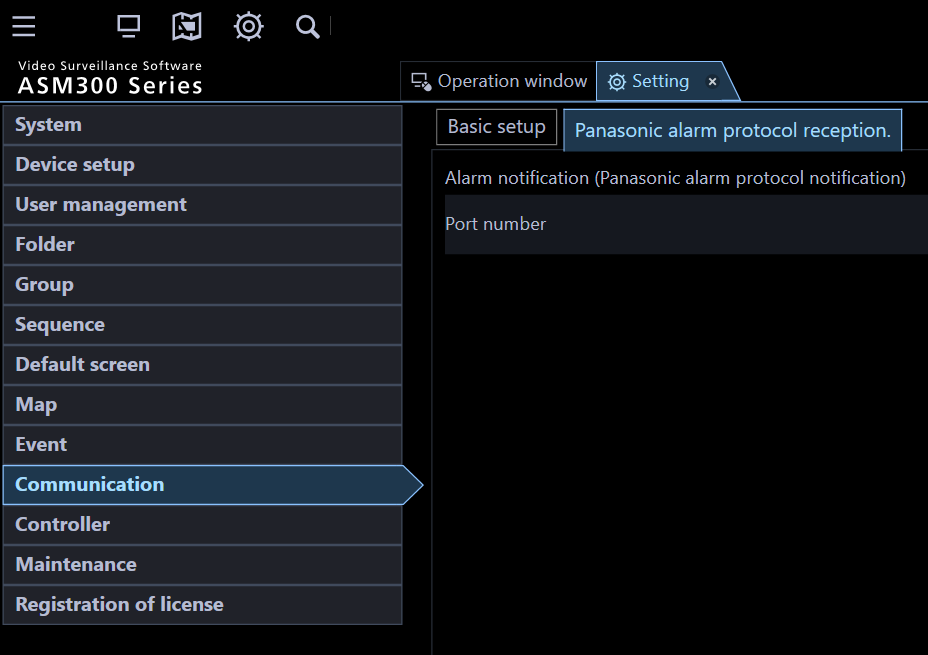 Video Surveillance Software
ASM300 Series
Operation window
Setting
System
Device setup
User management
Folder
Group
Sequence
Default screen
Map
Event
Communication
Controller
Maintenance
Registration of license
Basic setup
Panasonic alarm protocol reception.
Alarm notification (Panasonic alarm protocol notification)
Port number